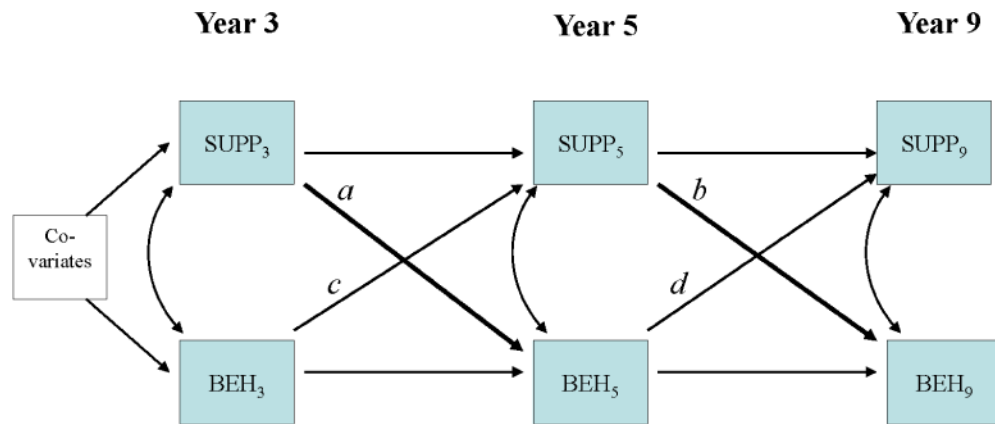 Year 3 Year 5 Year 9
SUPP₃ SUPP₅ SUPP₉
a b
Co-
variates
c d
BEH₃ BEH₅ BEH₉